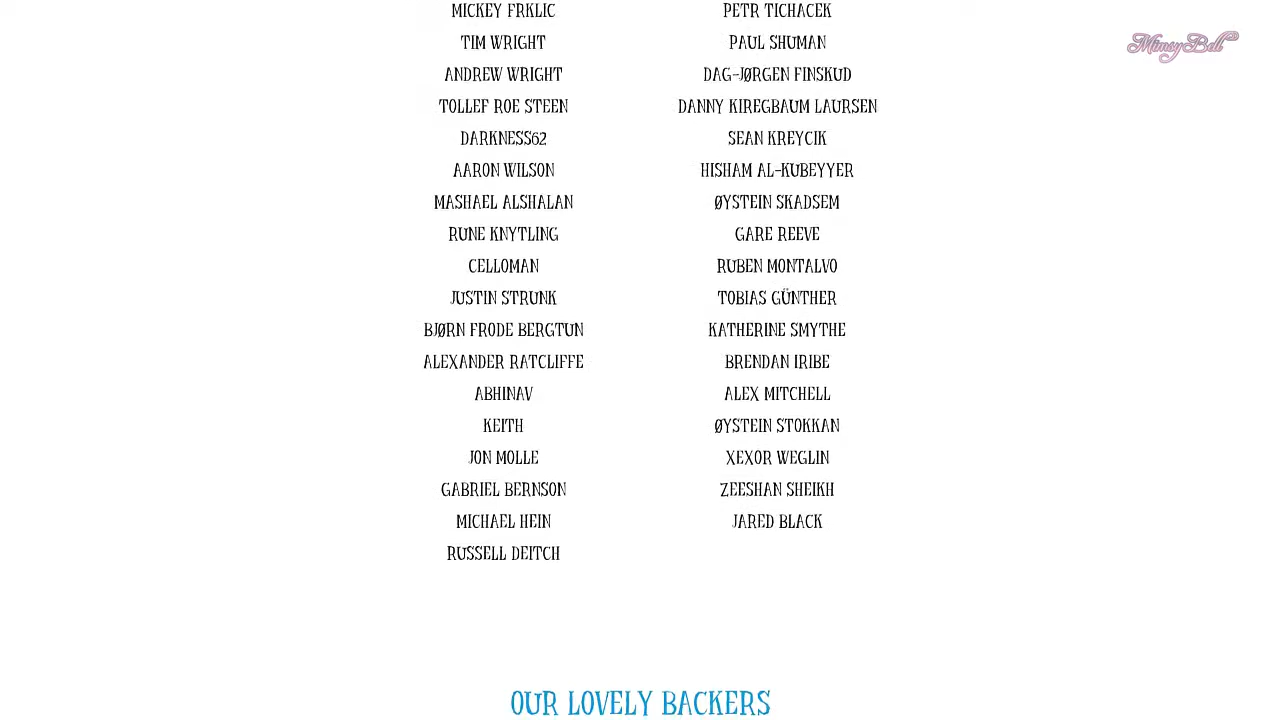 MICKEY FRKLIC PETR TICHACEK
TIM WRIGHT PAUL SHUMAN
ANDREW WRIGHT DAG-JØRGEN FINSKUD
TOLLEF ROE STEEN DANNY KIREGBAUM LAURSEN
DARKNESS62 SEAN KREYCIK
AARON WILSON HISHAM AL-KUBEYYER
MASHAEL ALSHALAN ØYSTEIN SKADSEM
RUNE KNYTLING GARE REEVE
CELLOMAN RUBEN MONTALVO
JUSTIN STRUNK TOBIAS GÜNTHER
BJØRN FRODE BERGTUN KATHERINE SMYTHE
ALEXANDER RATCLIFFE BRENDAN IRIBE
ABHINAV ALEX MITCHELL
KEITH ØYSTEIN STOKKAN
JON MOLLE XEXOR WEGLIN
GABRIEL BERNSON ZEESHAN SHEIKH
MICHAEL HEIN JARED BLACK
RUSSELL DEITCH
OUR LOVELY BACKERS
MimsyBell